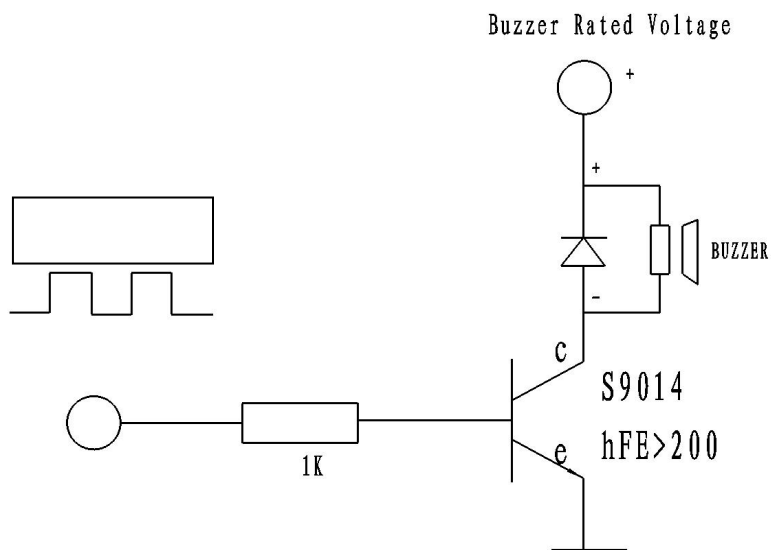 Buzzer Rated Voltage
+
+
BUZZER
-
c
S9014
e
hFE>200
1K